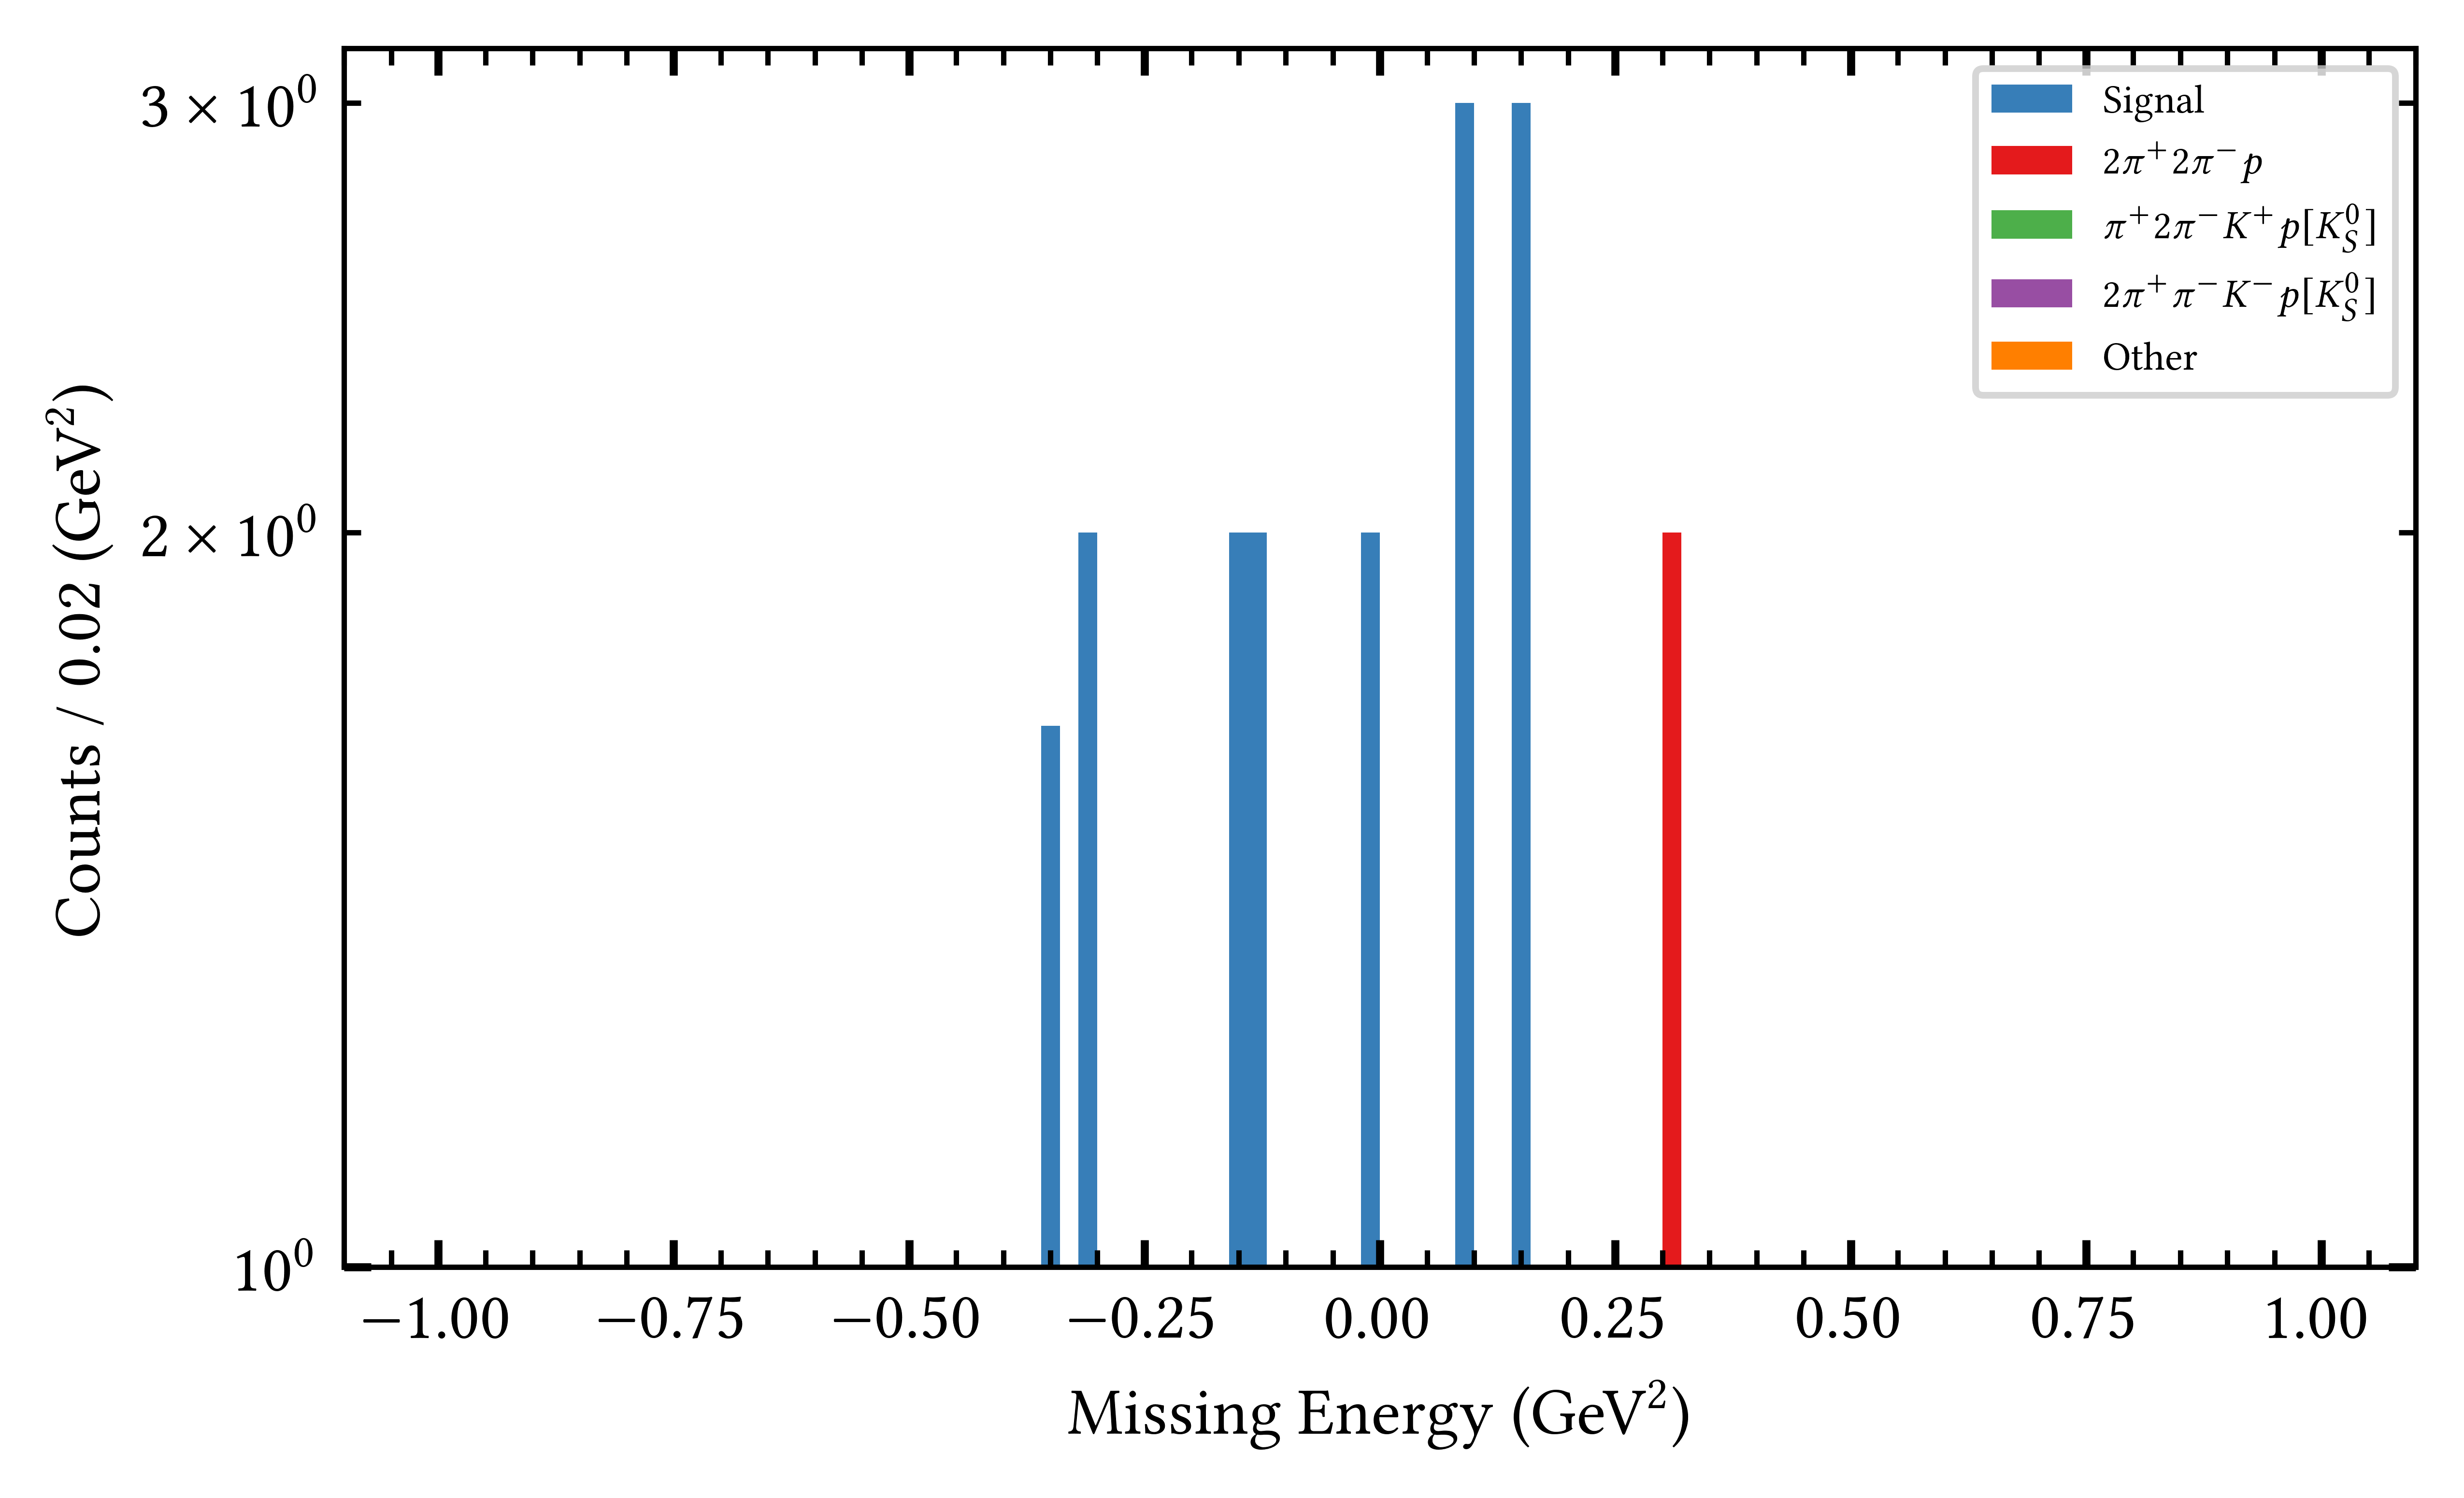 3 × 10⁰
2 × 10⁰
10⁰
Counts / 0.02 (GeV²)
−1.00 −0.75 −0.50 −0.25 0.00 0.25 0.50 0.75 1.00
Missing Energy (GeV²)
Signal
2π⁺2π⁻p
π⁺2π⁻K⁺p[K⁰_S]
2π⁺π⁻K⁻p[K⁰_S]
Other